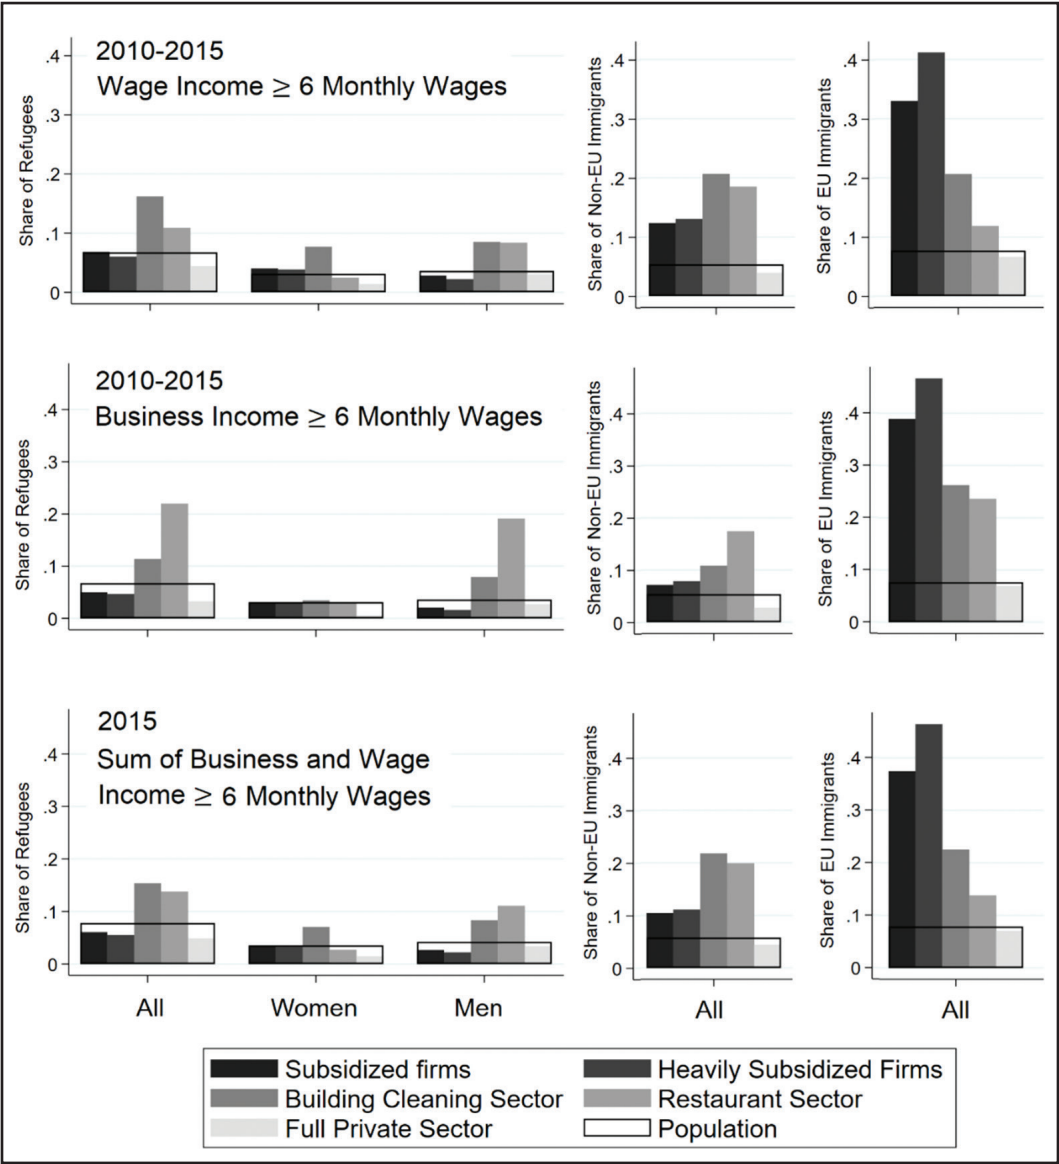 2010-2015
Wage Income ≥ 6 Monthly Wages
Share of Refugees
.4
.3
.2
.1
0
Share of Non-EU Immigrants
.4
.3
.2
.1
0
Share of EU Immigrants
.4
.3
.2
.1
0
2010-2015
Business Income ≥ 6 Monthly Wages
Share of Refugees
.4
.3
.2
.1
0
Share of Non-EU Immigrants
.4
.3
.2
.1
0
Share of EU Immigrants
.4
.3
.2
.1
0
2015
Sum of Business and Wage
Income ≥ 6 Monthly Wages
Share of Refugees
.4
.3
.2
.1
0
All
Women
Men
Share of Non-EU Immigrants
.4
.3
.2
.1
0
All
Share of EU Immigrants
.4
.3
.2
.1
0
All
Subsidized firms
Heavily Subsidized Firms
Building Cleaning Sector
Restaurant Sector
Full Private Sector
Population